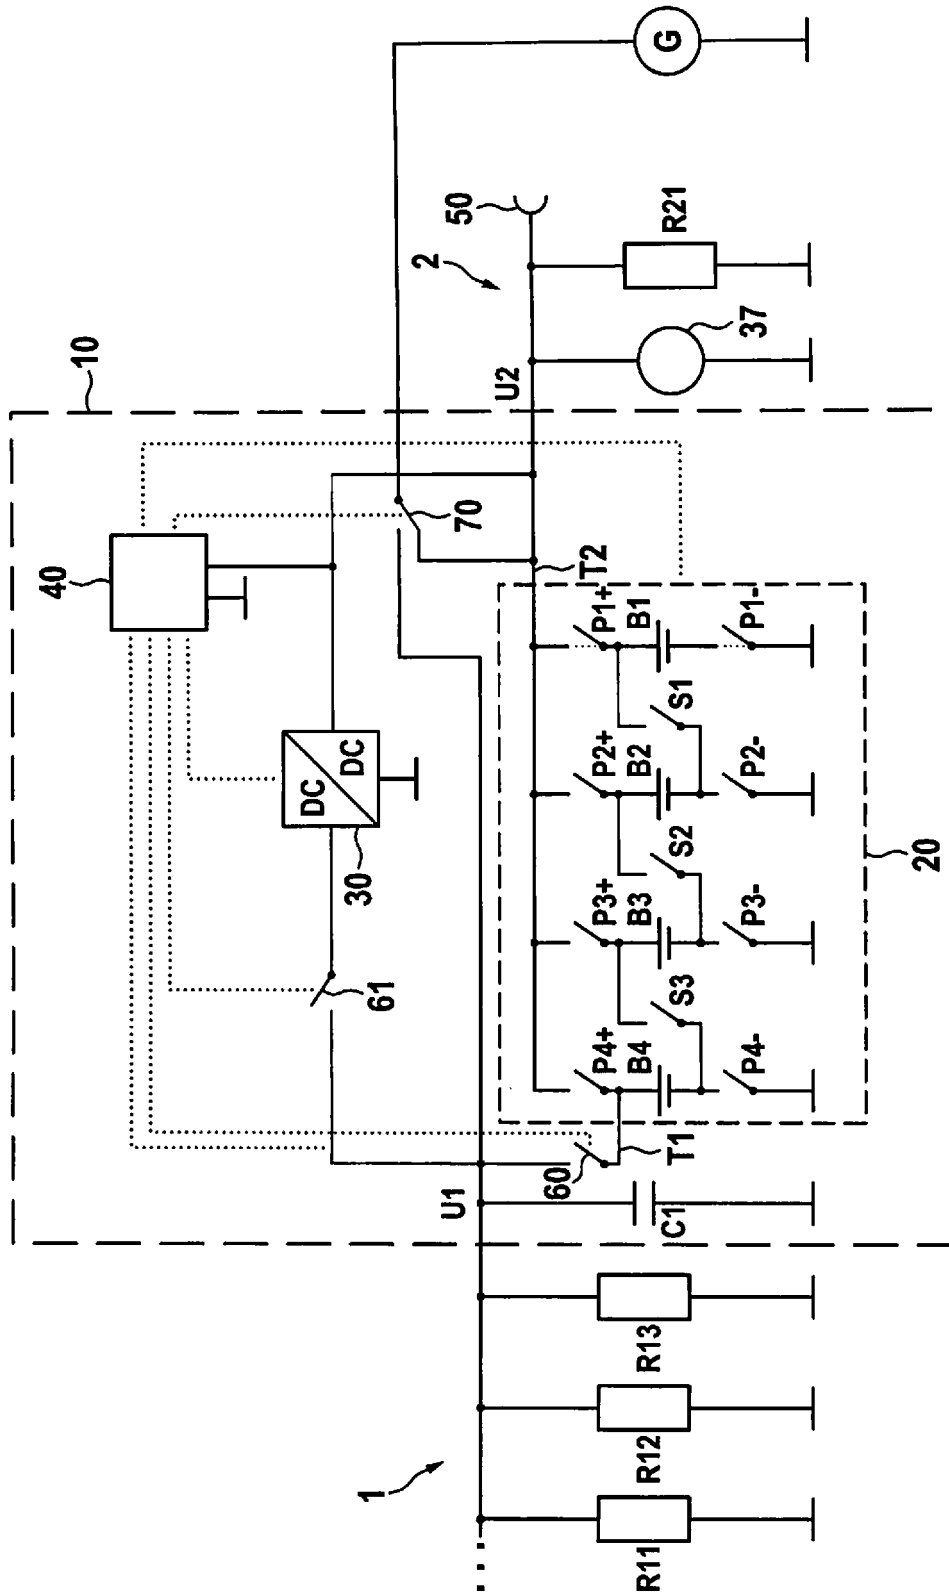 G
50
R21
2
37
10
U2
70
40
T2
P1+
B1
P1-
S1
DC
DC
P2+
B2
P2-
30
S2
20
P3+
B3
P3-
61
S3
P4+
B4
P4-
60
T1
U1
C1
R13
1
R12
R11